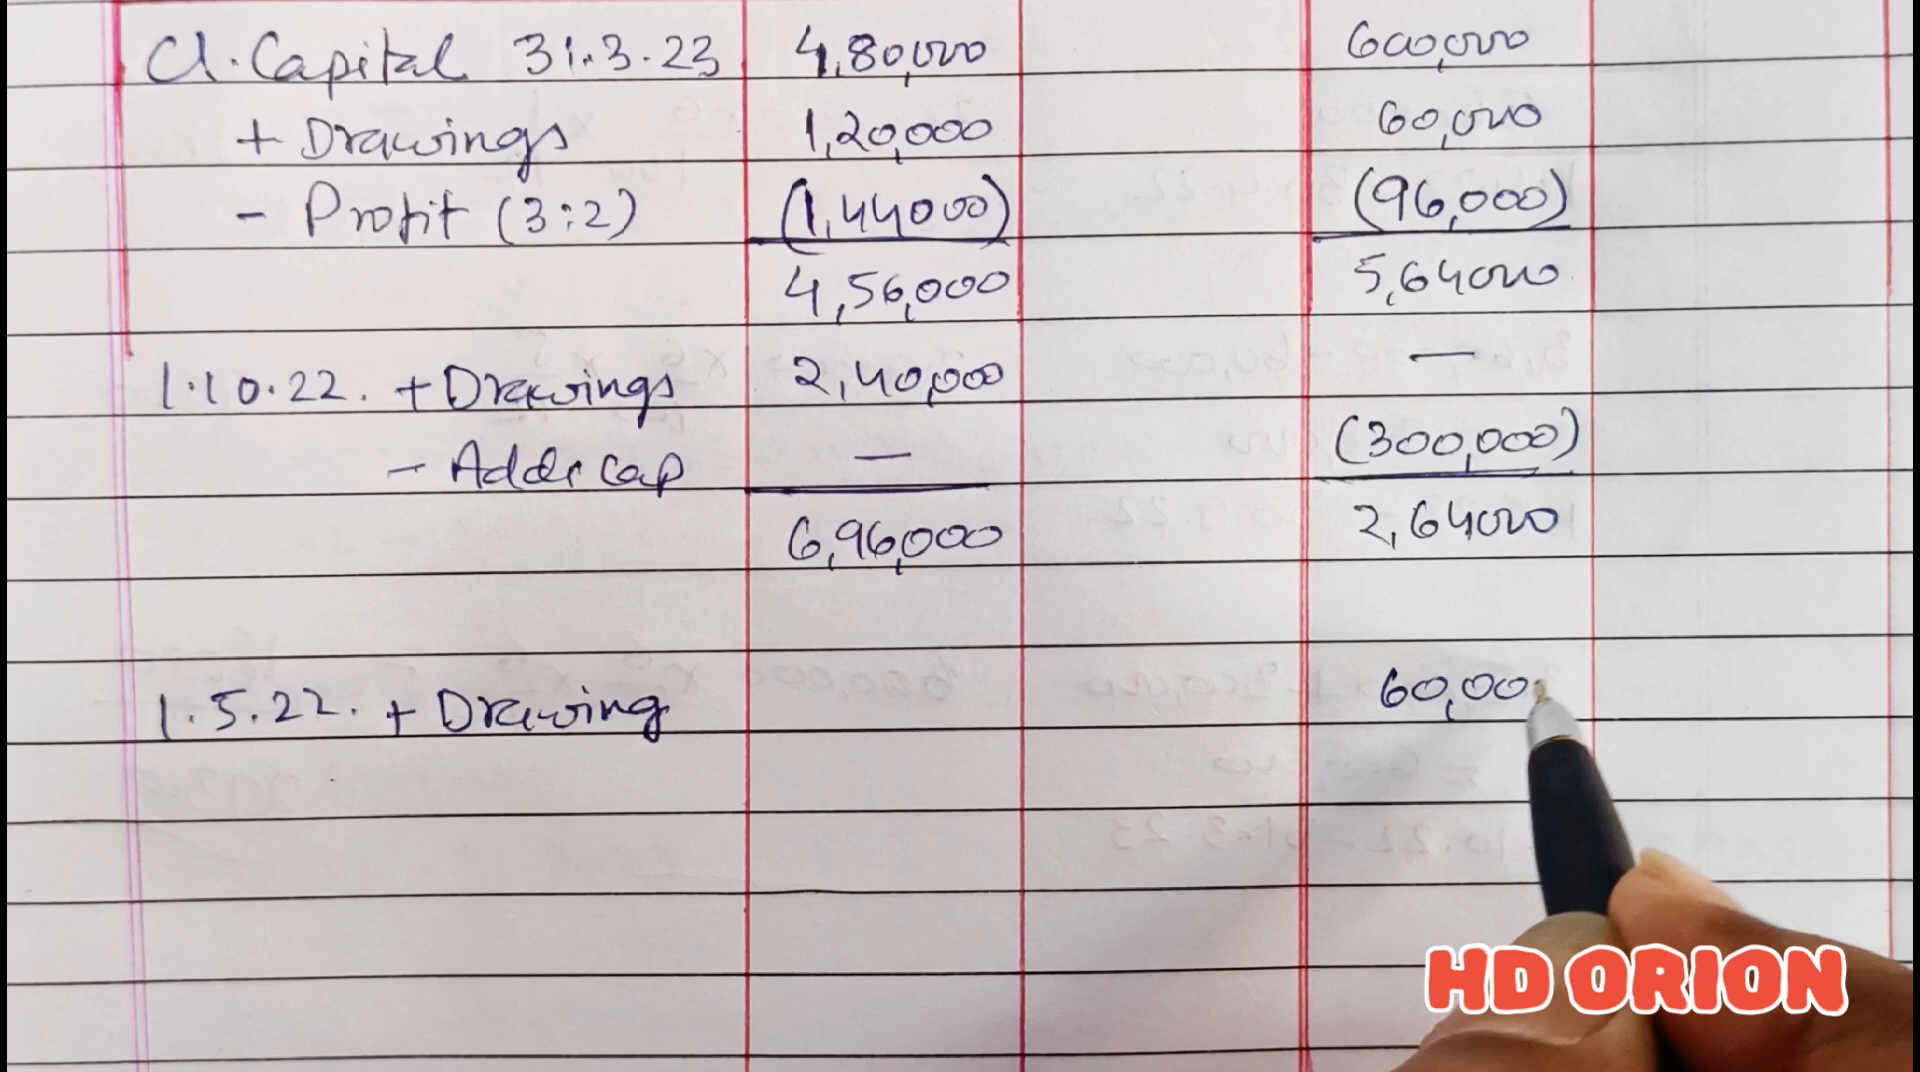 Cl. Capital 31.3.23 4,80,000 600,000
+ Drawings 1,20,000 60,000
- Profit (3:2) (1,44000) (96,000)
4,56,000 5,64000
1.10.22. + Drawings 2,40,000 —
- Addi cap — (300,000)
6,96,000 2,64000
1.5.22. + Drawing 60,000
HD ORION